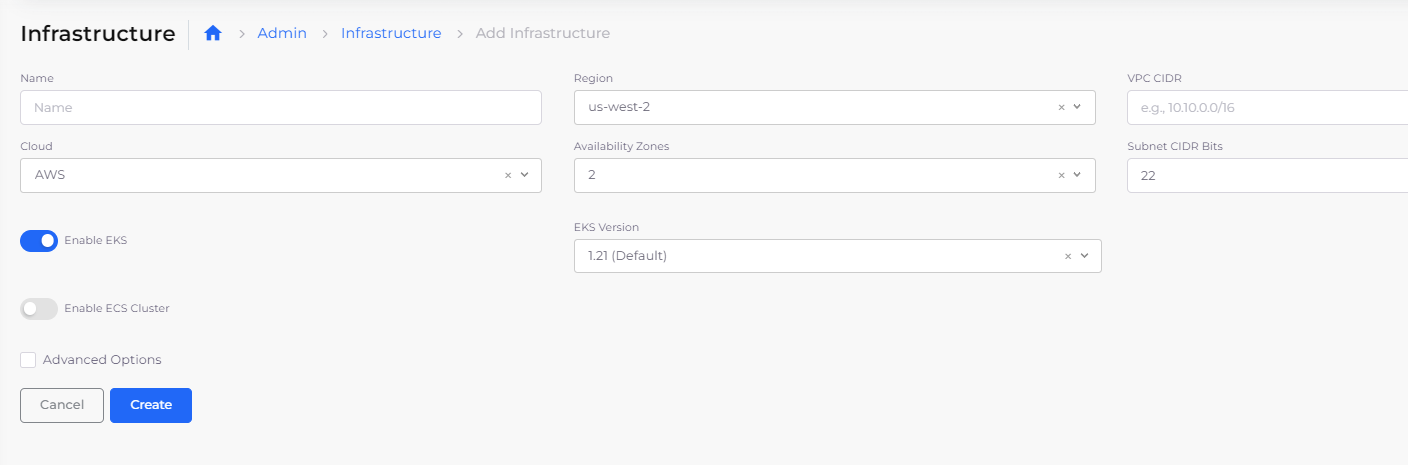 Infrastructure > Admin > Infrastructure > Add Infrastructure
Name Region VPC CIDR
Name us-west-2 × e.g., 10.10.0.0/16
Cloud Availability Zones Subnet CIDR Bits
AWS × 2 × 22
Enable EKS
EKS Version
1.21 (Default) ×
Enable ECS Cluster
Advanced Options
Cancel Create